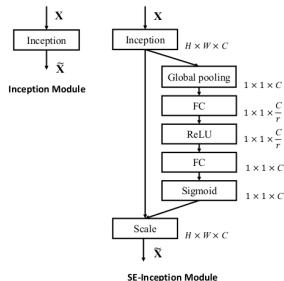 X
Inception
X̃
Inception Module
X
Inception
H × W × C
Global pooling
1 × 1 × C
FC
1 × 1 × C/r
ReLU
1 × 1 × C/r
FC
1 × 1 × C
Sigmoid
1 × 1 × C
Scale
H × W × C
X̃
SE-Inception Module